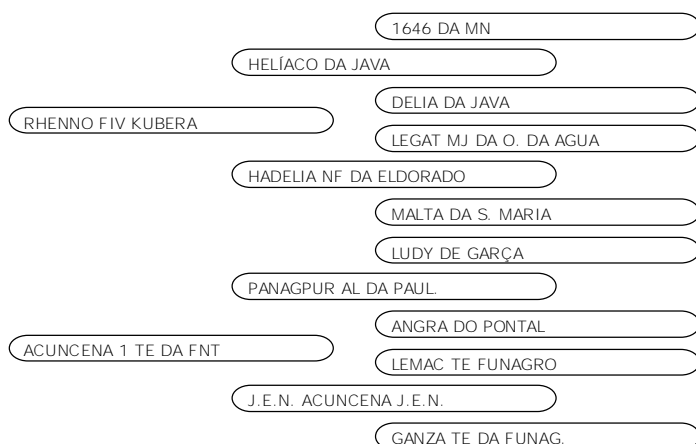 1646 DA MN
HELÍACO DA JAVA
DELIA DA JAVA
RHENNO FIV KUBERA
LEGAT MJ DA O. DA AGUA
HADELIA NF DA ELDORADO
MALTA DA S. MARIA
LUDY DE GARÇA
PANAGPUR AL DA PAUL.
ANGRA DO PONTAL
ACUNCENA 1 TE DA FNT
LEMAC TE FUNAGRO
J.E.N. ACUNCENA J.E.N.
GANZA TE DA FUNAG.